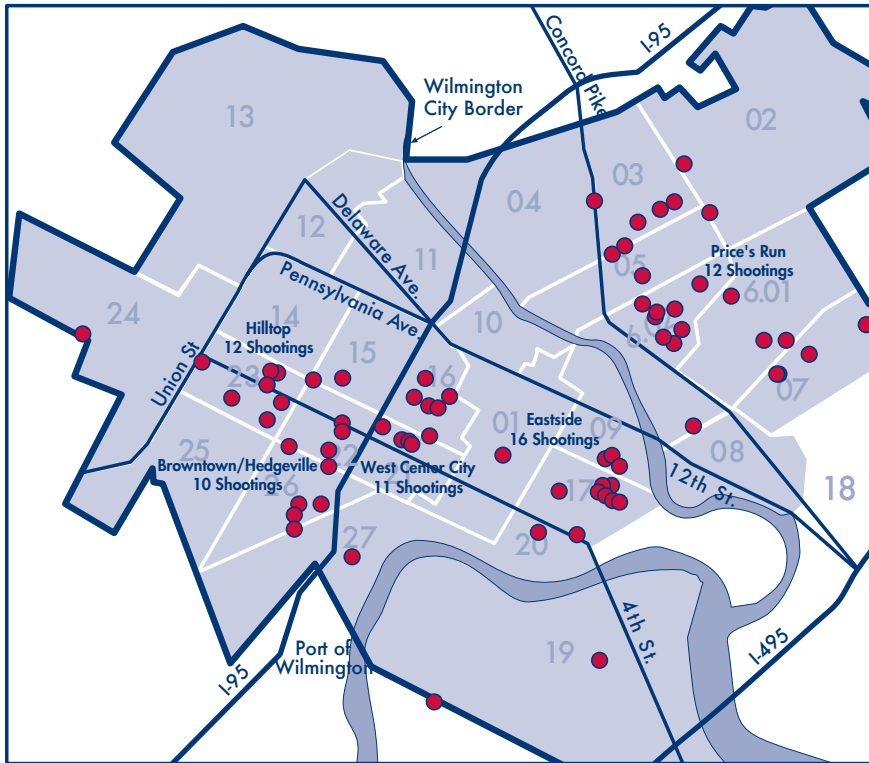 Concord Pike
I-95
Wilmington
City Border
13
02
03
04
12
Delaware Ave.
11
05
Price's Run
12 Shootings
6.01
Pennsylvania Ave.
10
24
14
Hilltop
12 Shootings
15
Union St
23
16
07
01
Eastside
16 Shootings
09
08
25
22
Browntown/Hedgeville
10 Shootings
West Center City
11 Shootings
12th St.
26
17
18
27
20
4th St.
19
Port of
Wilmington
I-95
I-495